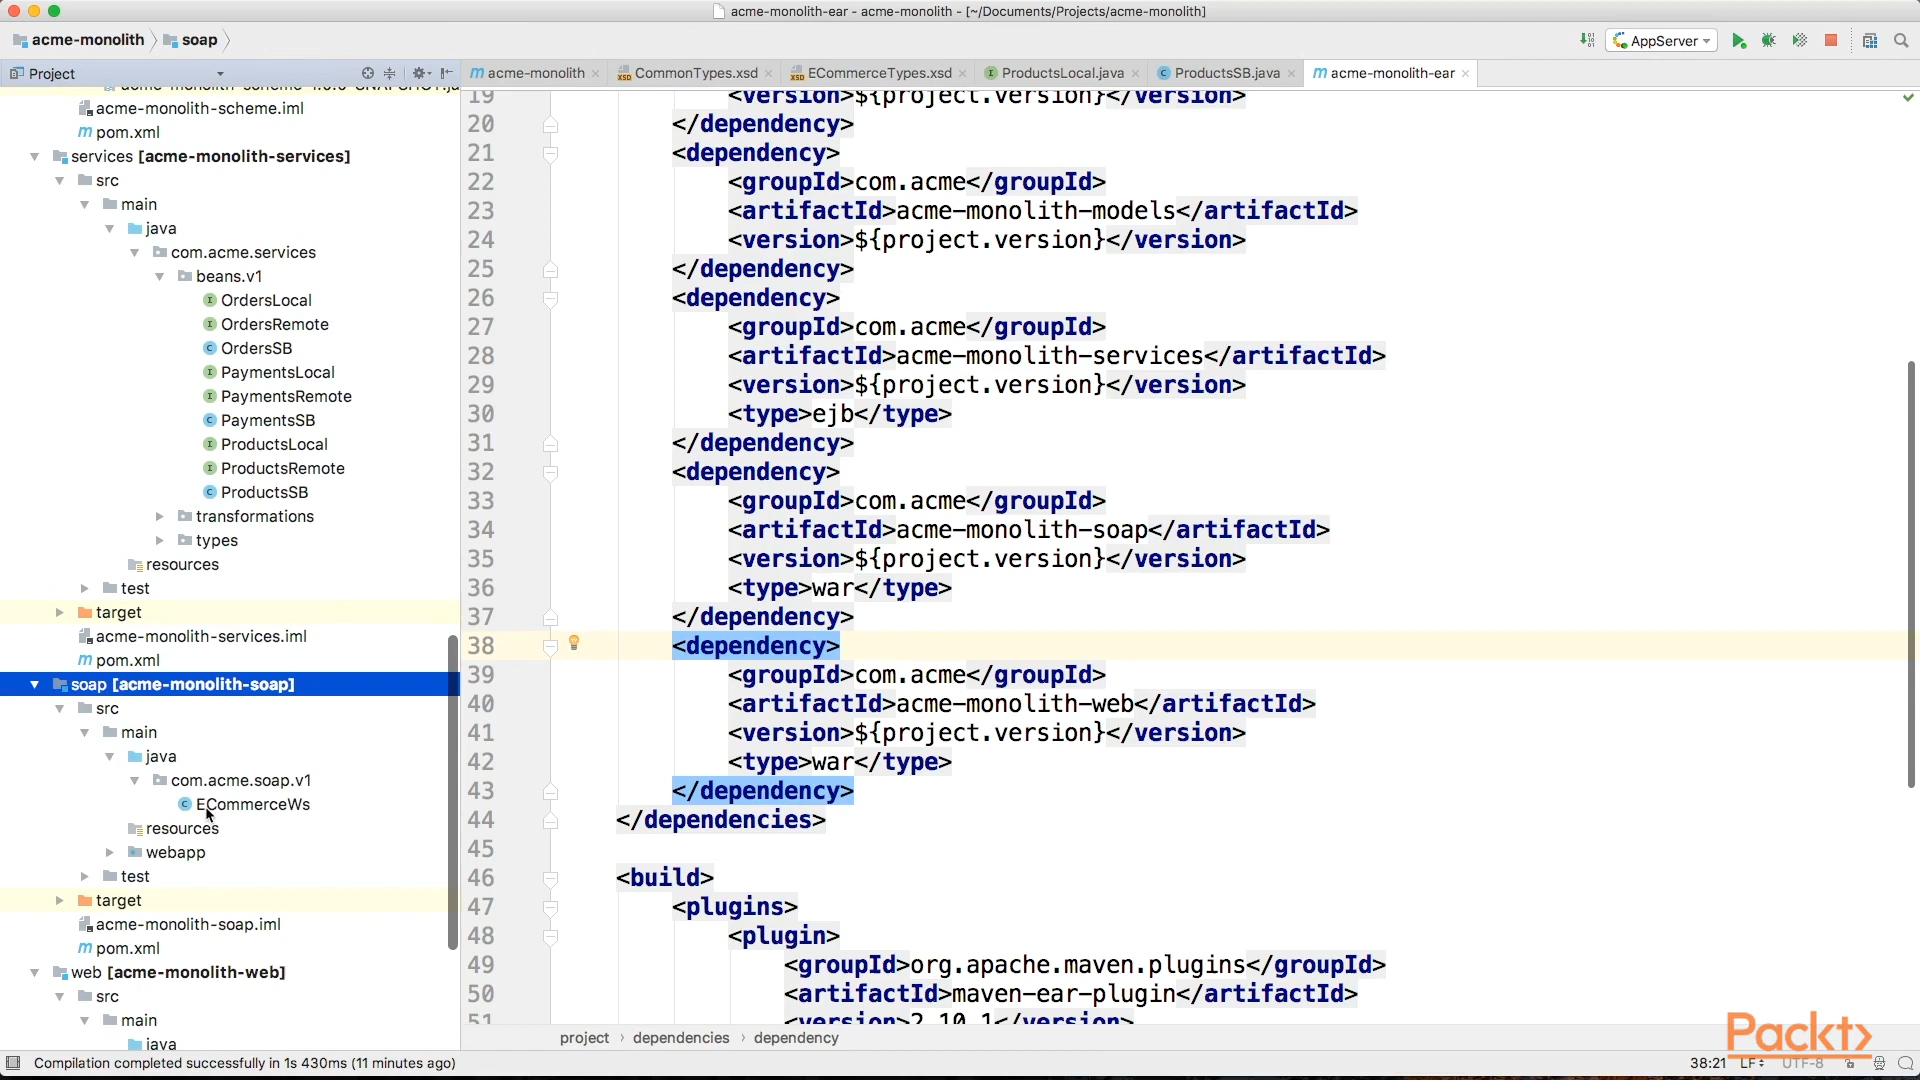 acme-monolith-ear - acme-monolith - [~/Documents/Projects/acme-monolith]
acme-monolith
soap
AppServer
Project
acme-monolith
CommonTypes.xsd
ECommerceTypes.xsd
ProductsLocal.java
ProductsSB.java
acme-monolith-ear
acme-monolith-scheme.iml
pom.xml
services [acme-monolith-services]
src
main
java
com.acme.services
beans.v1
OrdersLocal
OrdersRemote
OrdersSB
PaymentsLocal
PaymentsRemote
PaymentsSB
ProductsLocal
ProductsRemote
ProductsSB
transformations
types
resources
test
target
acme-monolith-services.iml
pom.xml
soap [acme-monolith-soap]
src
main
java
com.acme.soap.v1
ECommerceWs
resources
webapp
test
target
acme-monolith-soap.iml
pom.xml
web [acme-monolith-web]
src
main
java
19 <version>${project.version}</version>
20 </dependency>
21 <dependency>
22 <groupId>com.acme</groupId>
23 <artifactId>acme-monolith-models</artifactId>
24 <version>${project.version}</version>
25 </dependency>
26 <dependency>
27 <groupId>com.acme</groupId>
28 <artifactId>acme-monolith-services</artifactId>
29 <version>${project.version}</version>
30 <type>ejb</type>
31 </dependency>
32 <dependency>
33 <groupId>com.acme</groupId>
34 <artifactId>acme-monolith-soap</artifactId>
35 <version>${project.version}</version>
36 <type>war</type>
37 </dependency>
38 <dependency>
39 <groupId>com.acme</groupId>
40 <artifactId>acme-monolith-web</artifactId>
41 <version>${project.version}</version>
42 <type>war</type>
43 </dependency>
44 </dependencies>
45
46 <build>
47 <plugins>
48 <plugin>
49 <groupId>org.apache.maven.plugins</groupId>
50 <artifactId>maven-ear-plugin</artifactId>
51 <version>2.10.1</version>
project › dependencies › dependency
Packt>
Compilation completed successfully in 1s 430ms (11 minutes ago)
38:21 LF÷ UTF-8